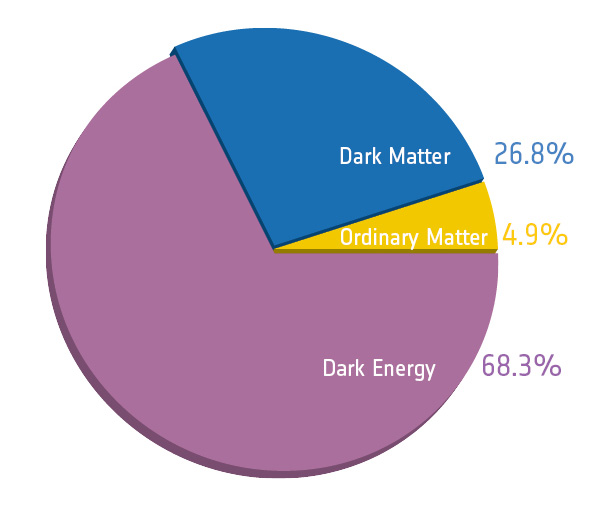 Dark Matter 26.8%
Ordinary Matter 4.9%
Dark Energy 68.3%